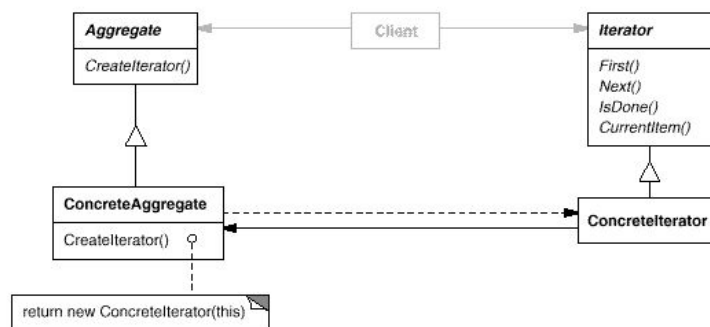 Aggregate
CreateIterator()
Client
Iterator
First()
Next()
IsDone()
CurrentItem()
ConcreteAggregate
CreateIterator()
ConcreteIterator
return new ConcreteIterator(this)